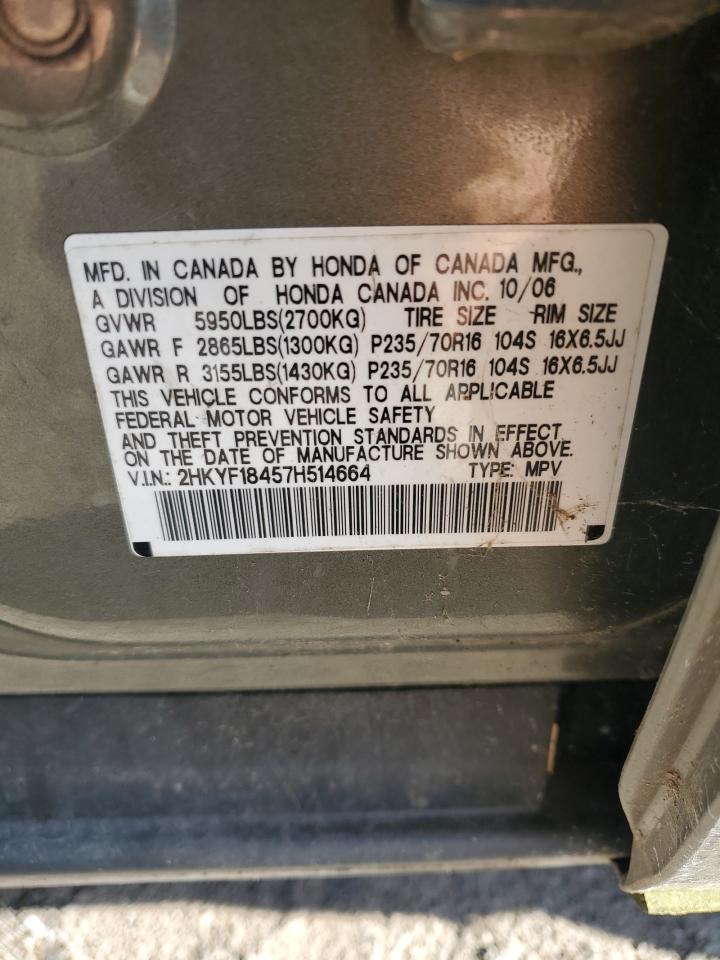 MFD. IN CANADA BY HONDA OF CANADA MFG.,
A DIVISION OF HONDA CANADA INC. 10/06
GVWR 5950LBS(2700KG) TIRE SIZE RIM SIZE
GAWR F 2865LBS(1300KG) P235/70R16 104S 16X6.5JJ
GAWR R 3155LBS(1430KG) P235/70R16 104S 16X6.5JJ
THIS VEHICLE CONFORMS TO ALL APPLICABLE
FEDERAL MOTOR VEHICLE SAFETY
AND THEFT PREVENTION STANDARDS IN EFFECT
ON THE DATE OF MANUFACTURE SHOWN ABOVE.
V.I.N.: 2HKYF18457H514664 TYPE: MPV